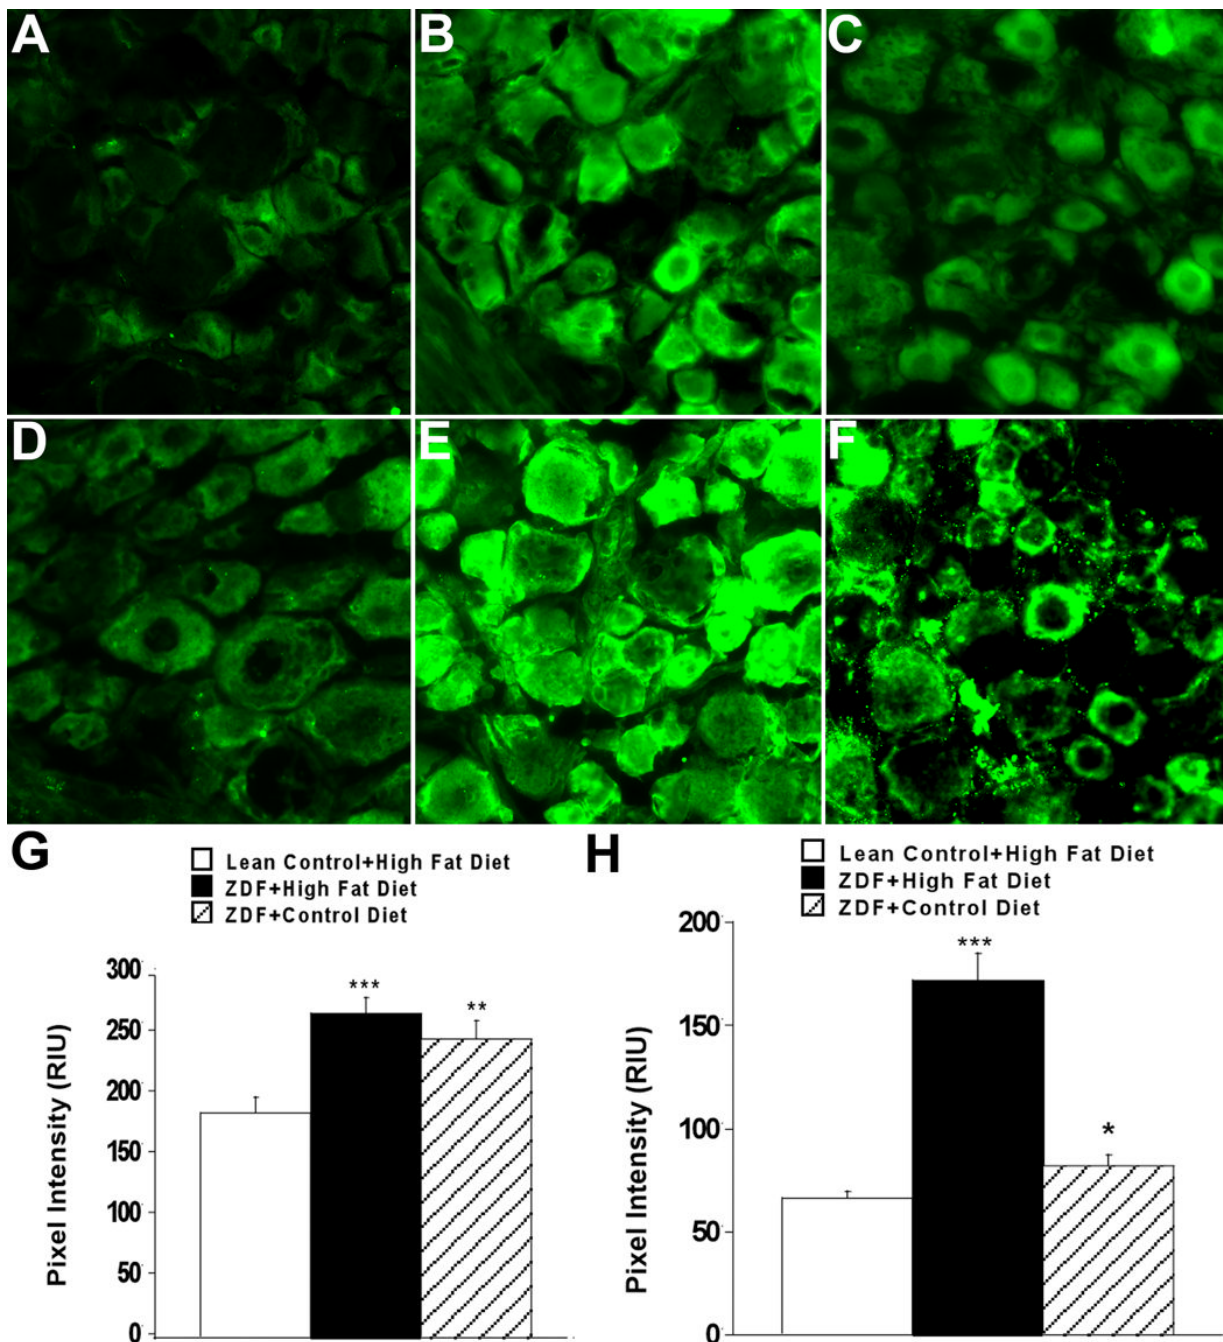 A
B
C
D
E
F
G
Lean Control+High Fat Diet
ZDF+High Fat Diet
ZDF+Control Diet
Pixel Intensity (RIU)
300
250
200
150
100
50
0
***
**
H
Lean Control+High Fat Diet
ZDF+High Fat Diet
ZDF+Control Diet
Pixel Intensity (RIU)
200
150
100
50
0
***
*